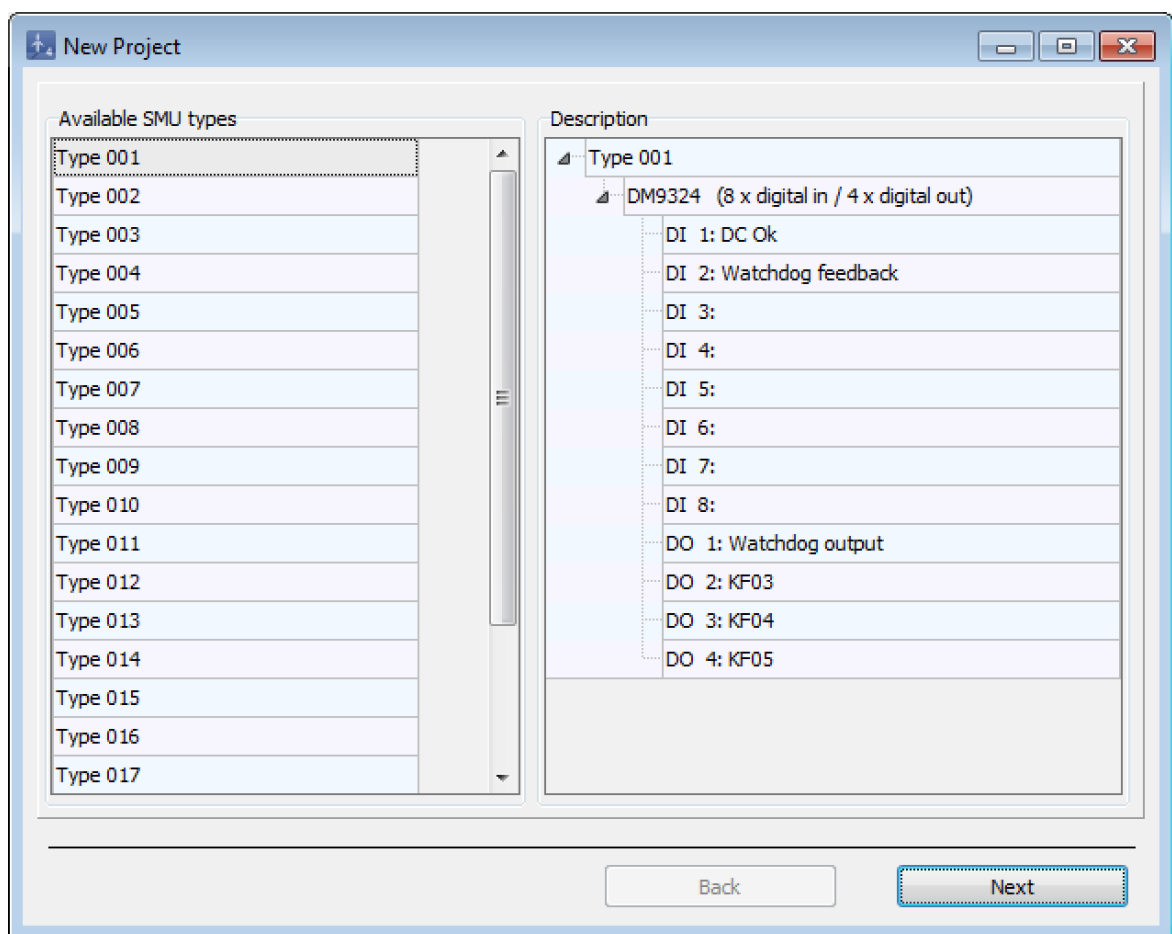 New Project
Available SMU types
Type 001
Type 002
Type 003
Type 004
Type 005
Type 006
Type 007
Type 008
Type 009
Type 010
Type 011
Type 012
Type 013
Type 014
Type 015
Type 016
Type 017
Description
Type 001
DM9324 (8 x digital in / 4 x digital out)
DI 1: DC Ok
DI 2: Watchdog feedback
DI 3:
DI 4:
DI 5:
DI 6:
DI 7:
DI 8:
DO 1: Watchdog output
DO 2: KF03
DO 3: KF04
DO 4: KF05
Back
Next